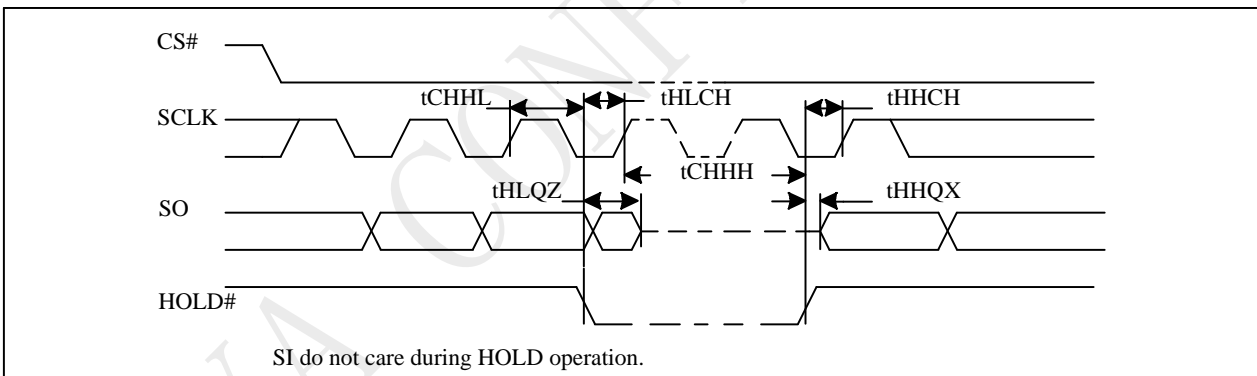 CS#
tCHHL tHLCH tHHCH
SCLK
tCHHH
tHLQZ tHHQX
SO
HOLD#
SI do not care during HOLD operation.